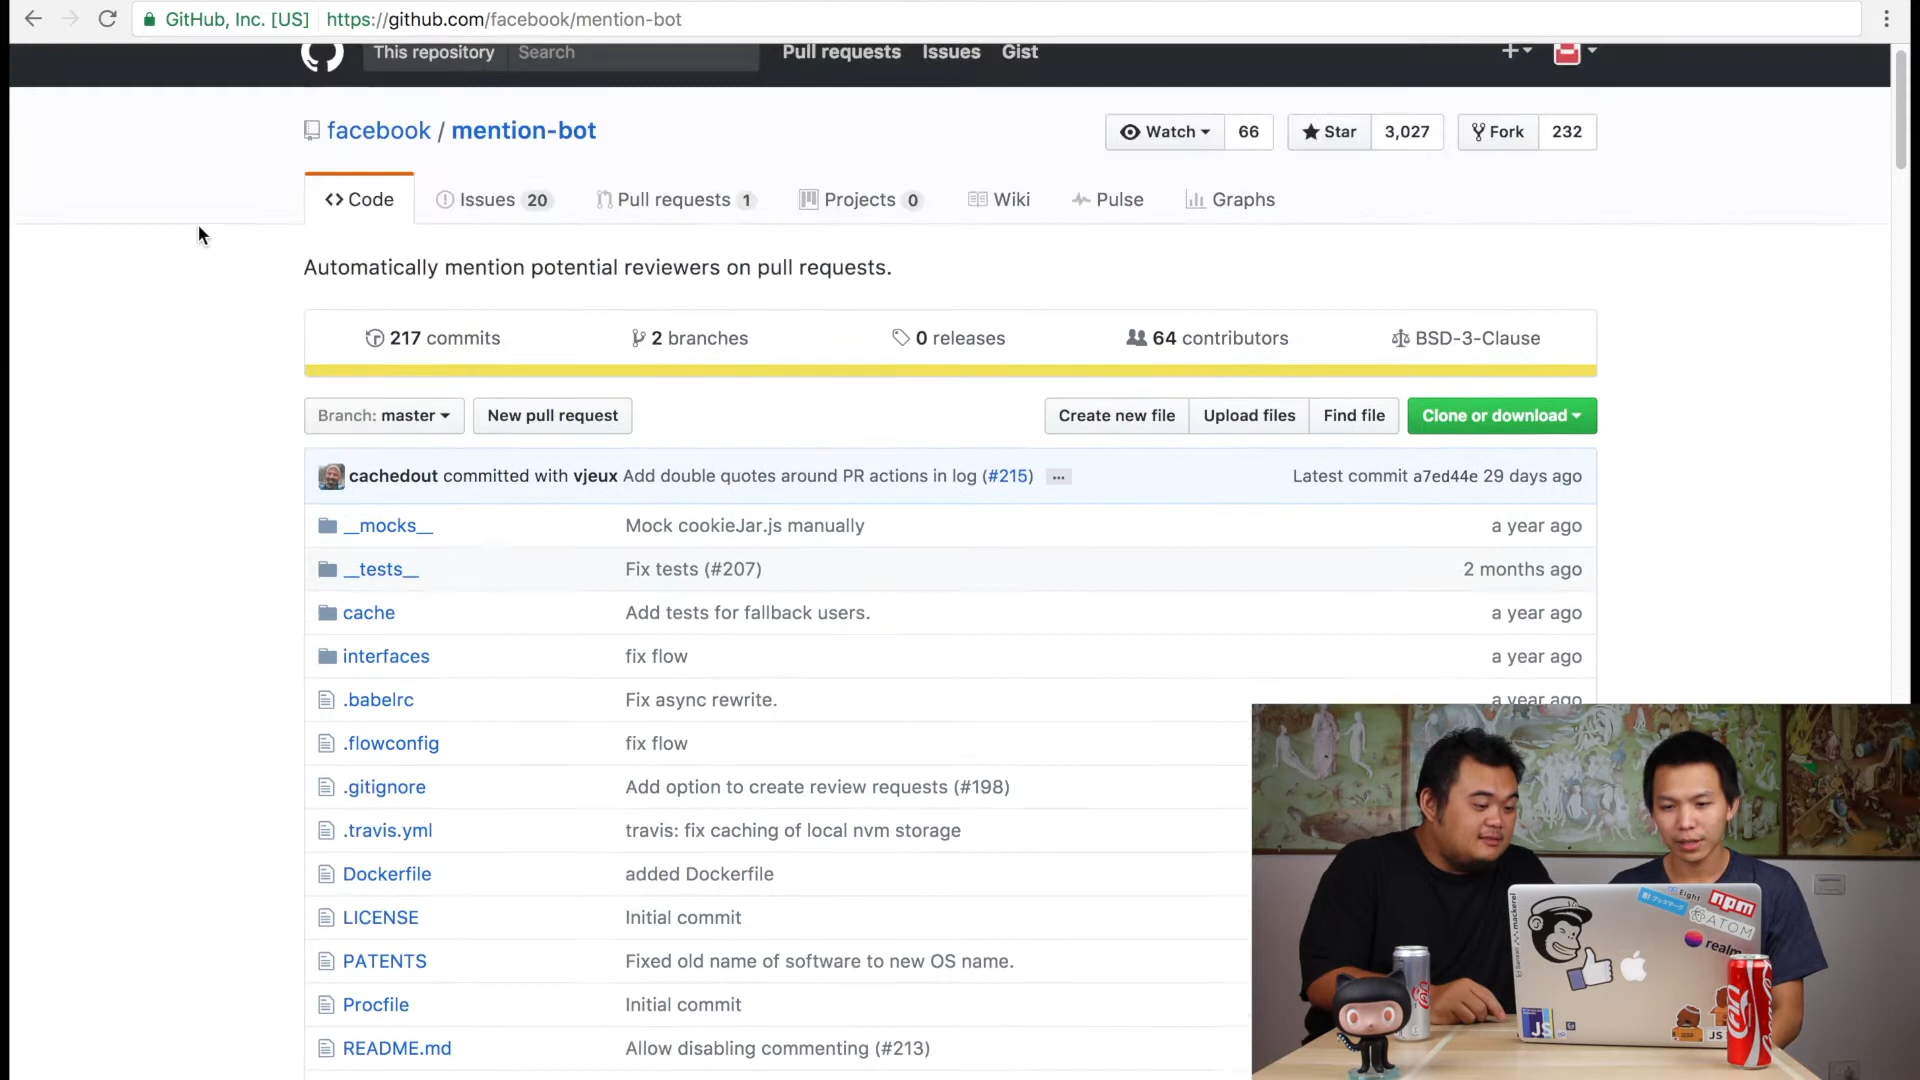 GitHub, Inc. [US] https://github.com/facebook/mention-bot
This repository Search Pull requests Issues Gist
facebook / mention-bot
Watch 66 Star 3,027 Fork 232
Code Issues 20 Pull requests 1 Projects 0 Wiki Pulse Graphs
Automatically mention potential reviewers on pull requests.
217 commits 2 branches 0 releases 64 contributors BSD-3-Clause
Branch: master New pull request Create new file Upload files Find file Clone or download
cachedout committed with vjeux Add double quotes around PR actions in log (#215) ... Latest commit a7ed44e 29 days ago
__mocks__ Mock cookieJar.js manually a year ago
__tests__ Fix tests (#207) 2 months ago
cache Add tests for fallback users. a year ago
interfaces fix flow a year ago
.babelrc Fix async rewrite. a year ago
.flowconfig fix flow
.gitignore Add option to create review requests (#198)
.travis.yml travis: fix caching of local nvm storage
Dockerfile added Dockerfile
LICENSE Initial commit
PATENTS Fixed old name of software to new OS name.
Procfile Initial commit
README.md Allow disabling commenting (#213)
Eight
npm
ATOM
realm
mackerel
JS
JS